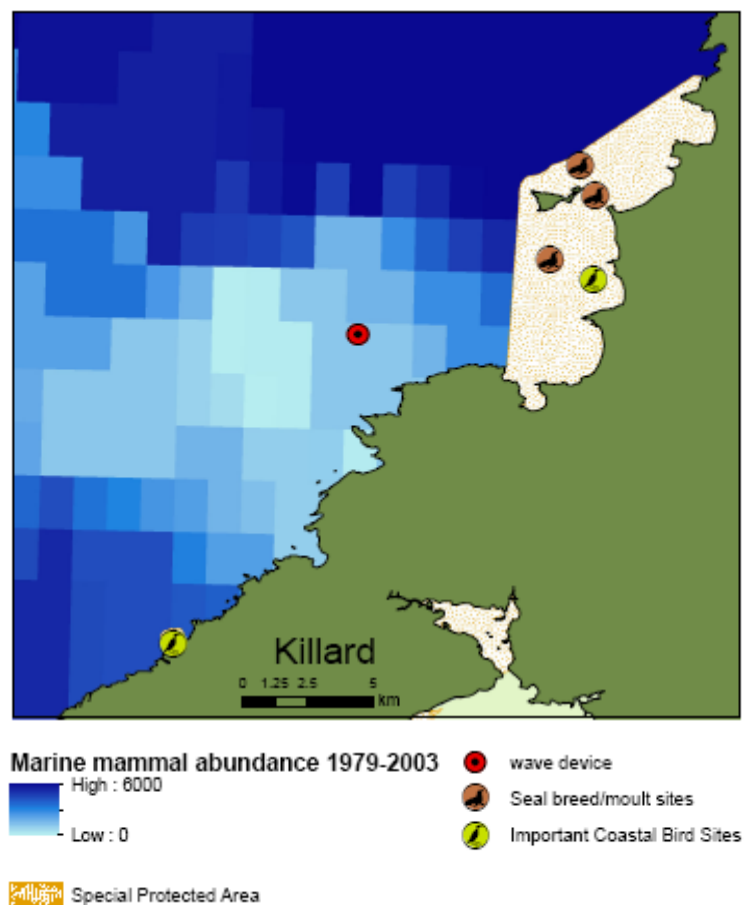 Killard
0 1.25 2.5 5
km
Marine mammal abundance 1979-2003
High : 6000
Low : 0
wave device
Seal breed/moult sites
Important Coastal Bird Sites
Special Protected Area